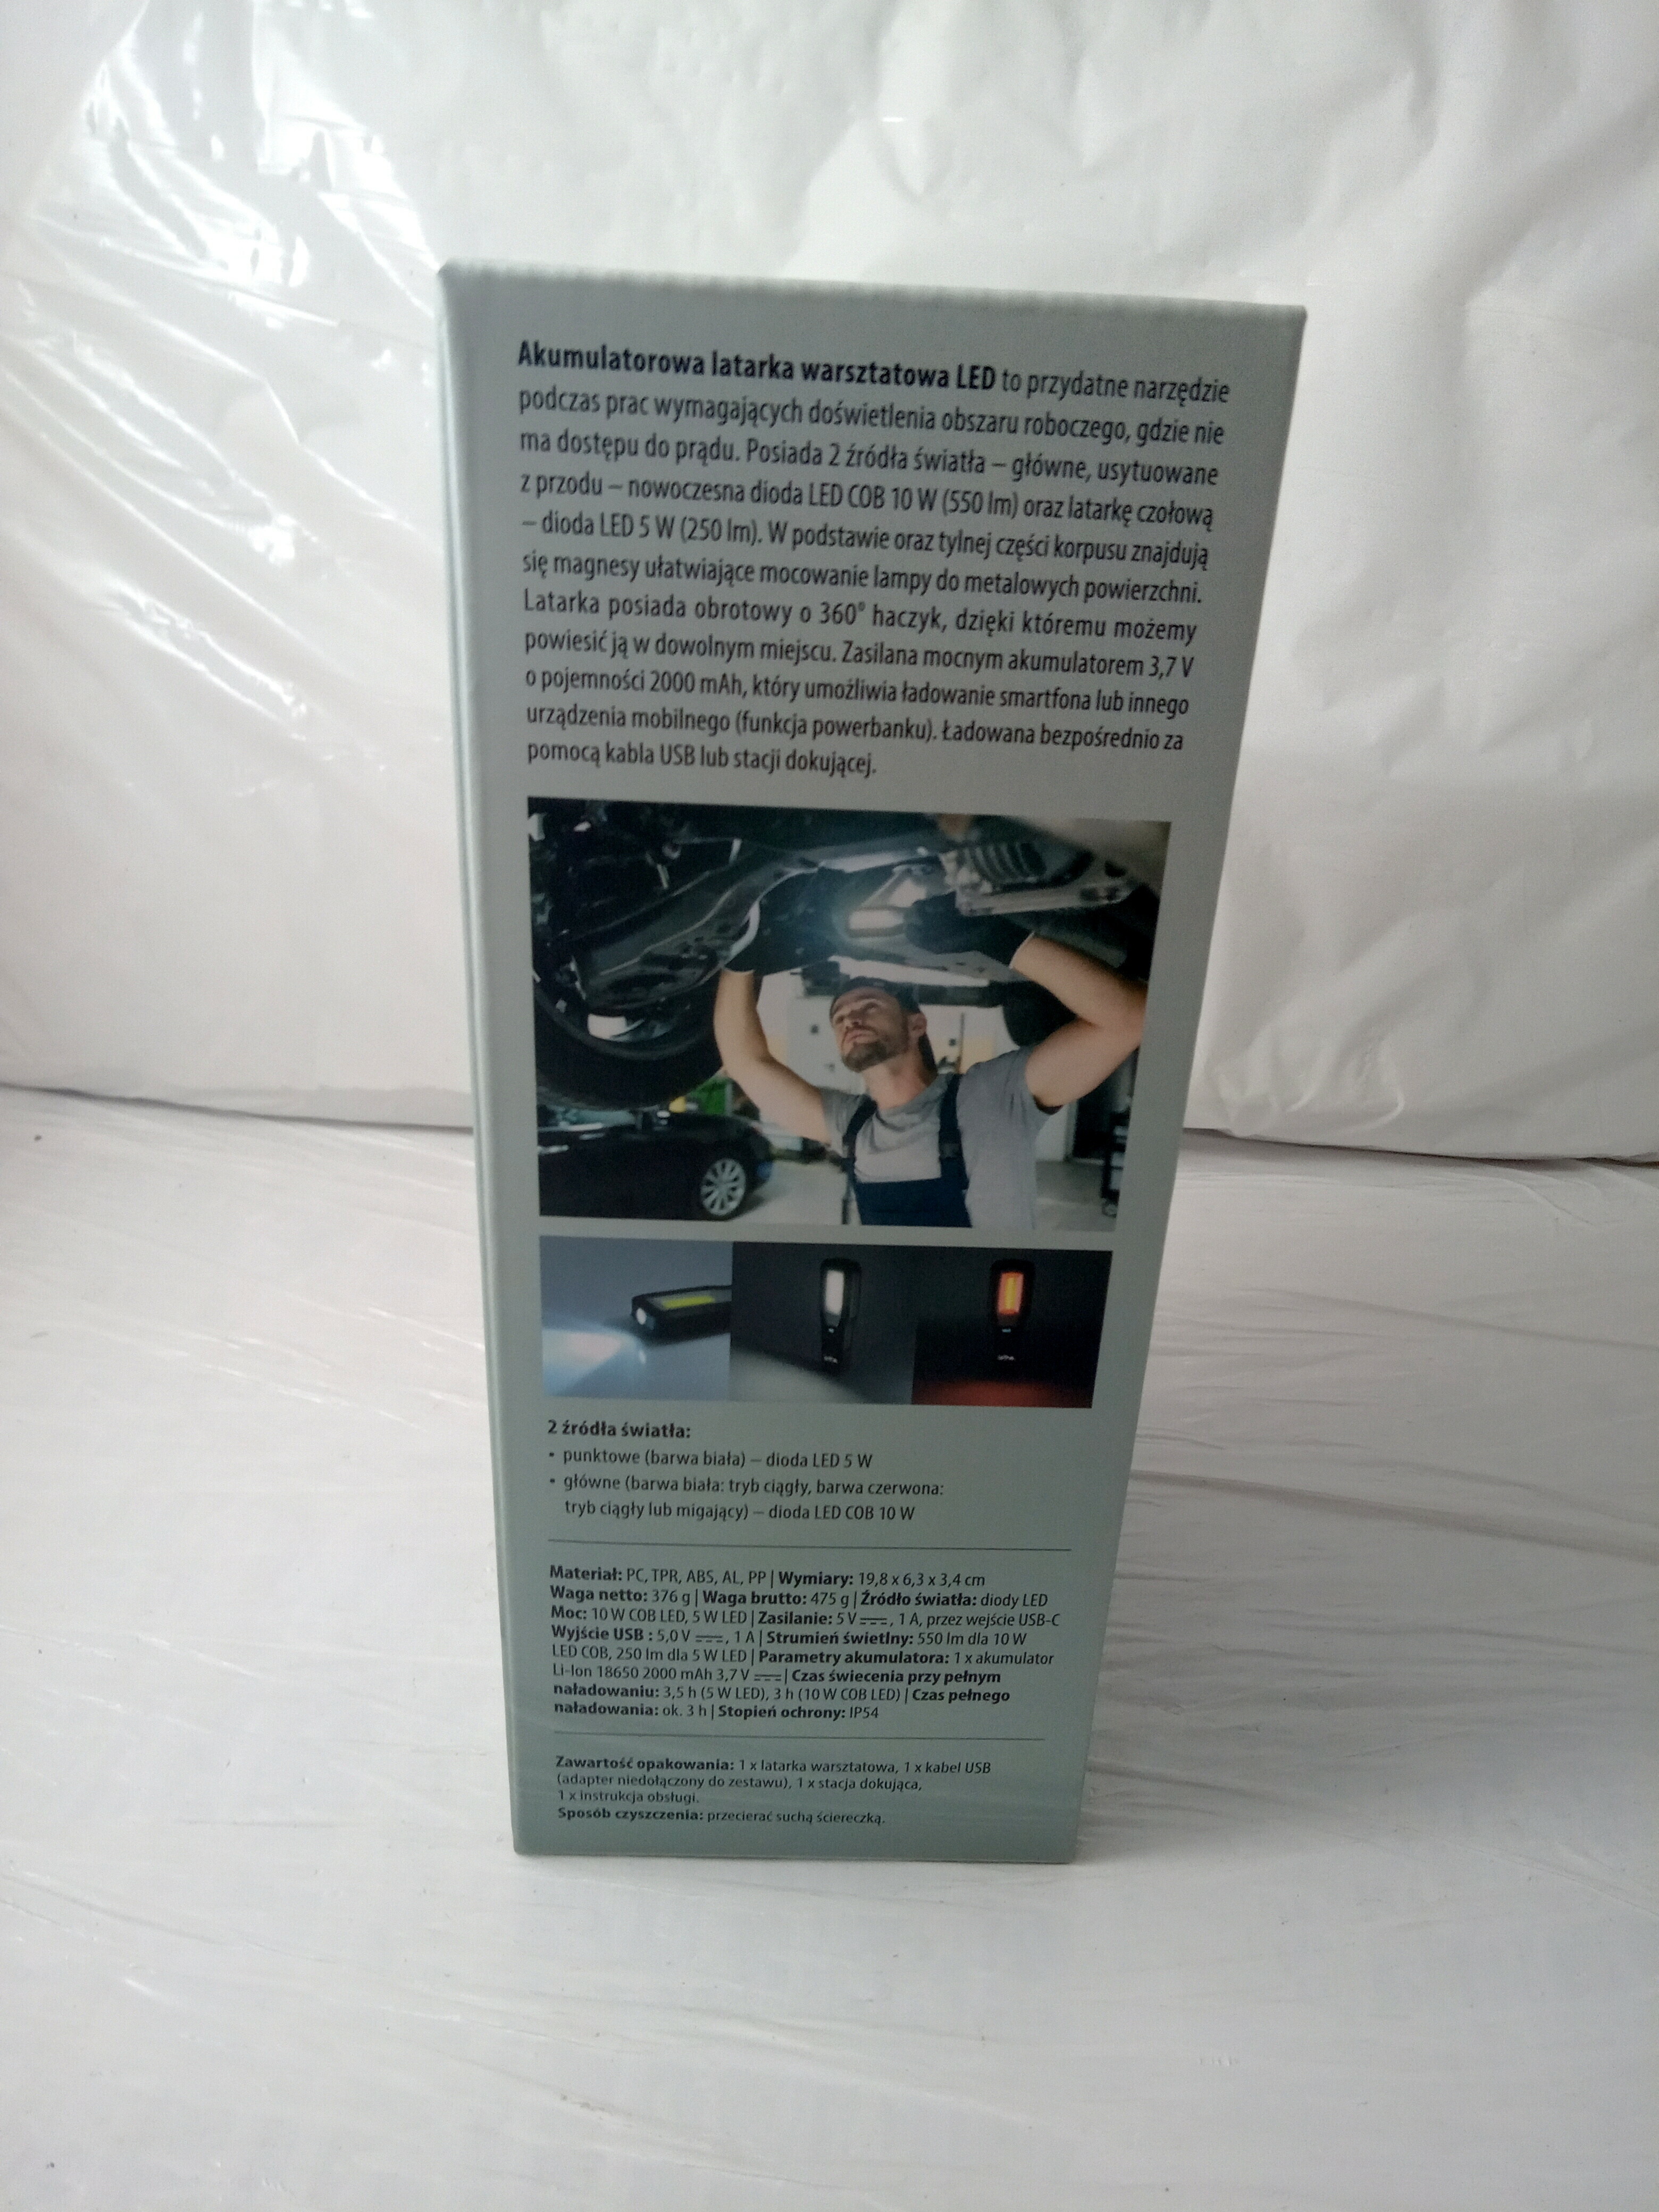 Akumulatorowa latarka warsztatowa LED to przydatne narzędzie
podczas prac wymagających doświetlenia obszaru roboczego, gdzie nie
ma dostępu do prądu. Posiada 2 źródła światła – główne, usytuowane
z przodu – nowoczesna dioda LED COB 10 W (550 lm) oraz latarkę czołową
– dioda LED 5 W (250 lm). W podstawie oraz tylnej części korpusu znajdują
się magnesy ułatwiające mocowanie lampy do metalowych powierzchni.
Latarka posiada obrotowy o 360° haczyk, dzięki któremu możemy
powiesić ją w dowolnym miejscu. Zasilana mocnym akumulatorem 3,7 V
o pojemności 2000 mAh, który umożliwia ładowanie smartfona lub innego
urządzenia mobilnego (funkcja powerbanku). Ładowana bezpośrednio za
pomocą kabla USB lub stacji dokującej.
2 źródła światła:
• punktowe (barwa biała) – dioda LED 5 W
• główne (barwa biała: tryb ciągły, barwa czerwona:
tryb ciągły lub migający) – dioda LED COB 10 W
Materiał: PC, TPR, ABS, AL, PP | Wymiary: 19,8 x 6,3 x 3,4 cm
Waga netto: 376 g | Waga brutto: 475 g | Źródło światła: diody LED
Moc: 10 W COB LED, 5 W LED | Zasilanie: 5 V ⎓, 1 A, przez wejście USB-C
Wyjście USB : 5,0 V ⎓, 1 A | Strumień świetlny: 550 lm dla 10 W
LED COB, 250 lm dla 5 W LED | Parametry akumulatora: 1 x akumulator
Li-Ion 18650 2000 mAh 3,7 V ⎓ | Czas świecenia przy pełnym
naładowaniu: 3,5 h (5 W LED), 3 h (10 W COB LED) | Czas pełnego
naładowania: ok. 3 h | Stopień ochrony: IP54
Zawartość opakowania: 1 x latarka warsztatowa, 1 x kabel USB
(adapter niedołączony do zestawu), 1 x stacja dokująca,
1 x instrukcja obsługi.
Sposób czyszczenia: przecierać suchą ściereczką.